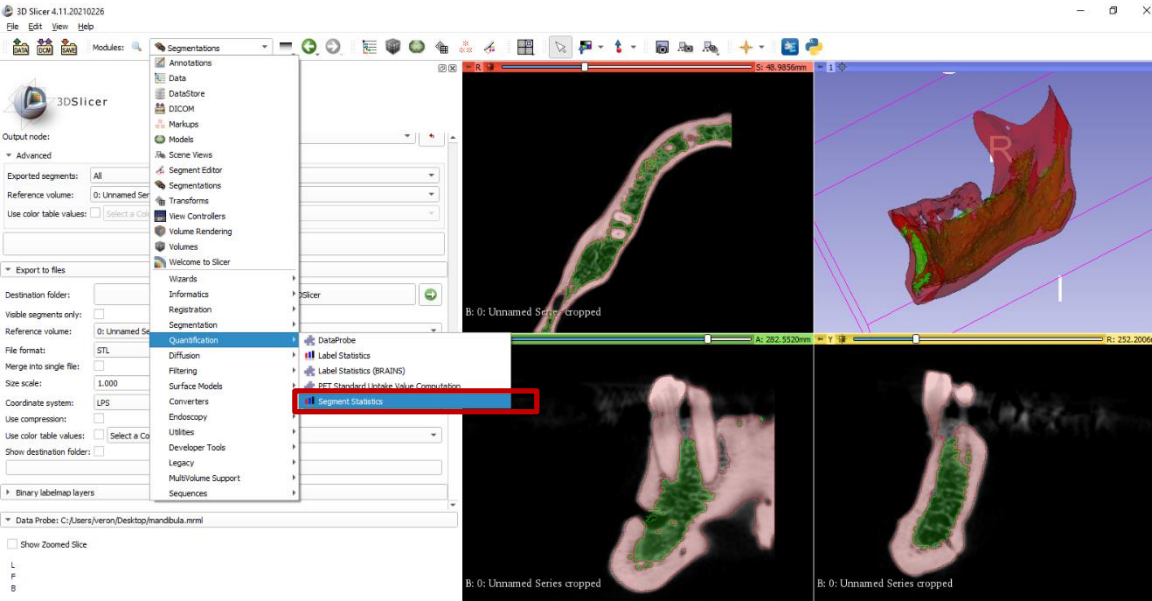 3D Slicer 4.11.20210226
File Edit View Help
DATA DCM SAVE Modules: Segmentations
3DSlicer
Output node:
Advanced
Exported segments: All
Reference volume: 0: Unnamed Ser
Use color table values: Select a Col
Export to files
Destination folder: DSlicer
Visible segments only:
Reference volume: 0: Unnamed Se
File format: STL
Merge into single file:
Size scale: 1.000
Coordinate system: LPS
Use compression:
Use color table values: Select a Co
Show destination folder:
Binary labelmap layers
Data Probe: C:/Users/veron/Desktop/mandibula.mrml
Show Zoomed Slice
L
F
B
Annotations
Data
DataStore
DICOM
Markups
Models
Scene Views
Segment Editor
Segmentations
Transforms
View Controllers
Volume Rendering
Volumes
Welcome to Slicer
Wizards
Informatics
Registration
Segmentation
Quantification
Diffusion
Filtering
Surface Models
Converters
Endoscopy
Utilities
Developer Tools
Legacy
MultiVolume Support
Sequences
DataProbe
Label Statistics
Label Statistics (BRAINS)
PET Standard Uptake Value Computation
Segment Statistics
R S: 48.9856mm
B: 0: Unnamed Series cropped
1
R
I
A: 282.5520mm
B: 0: Unnamed Series cropped
Y R: 252.2006
B: 0: Unnamed Series cropped